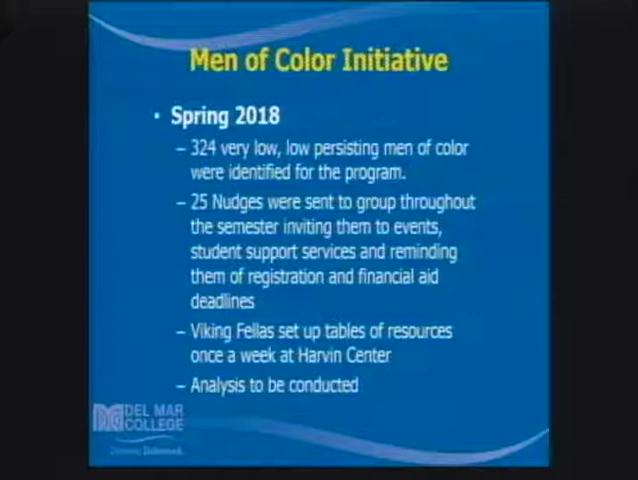 Men of Color Initiative
• Spring 2018
– 324 very low, low persisting men of color
were identified for the program.
– 25 Nudges were sent to group throughout
the semester inviting them to events,
student support services and reminding
them of registration and financial aid
deadlines
– Viking Fellas set up tables of resources
once a week at Harvin Center
– Analysis to be conducted
DEL MAR
COLLEGE